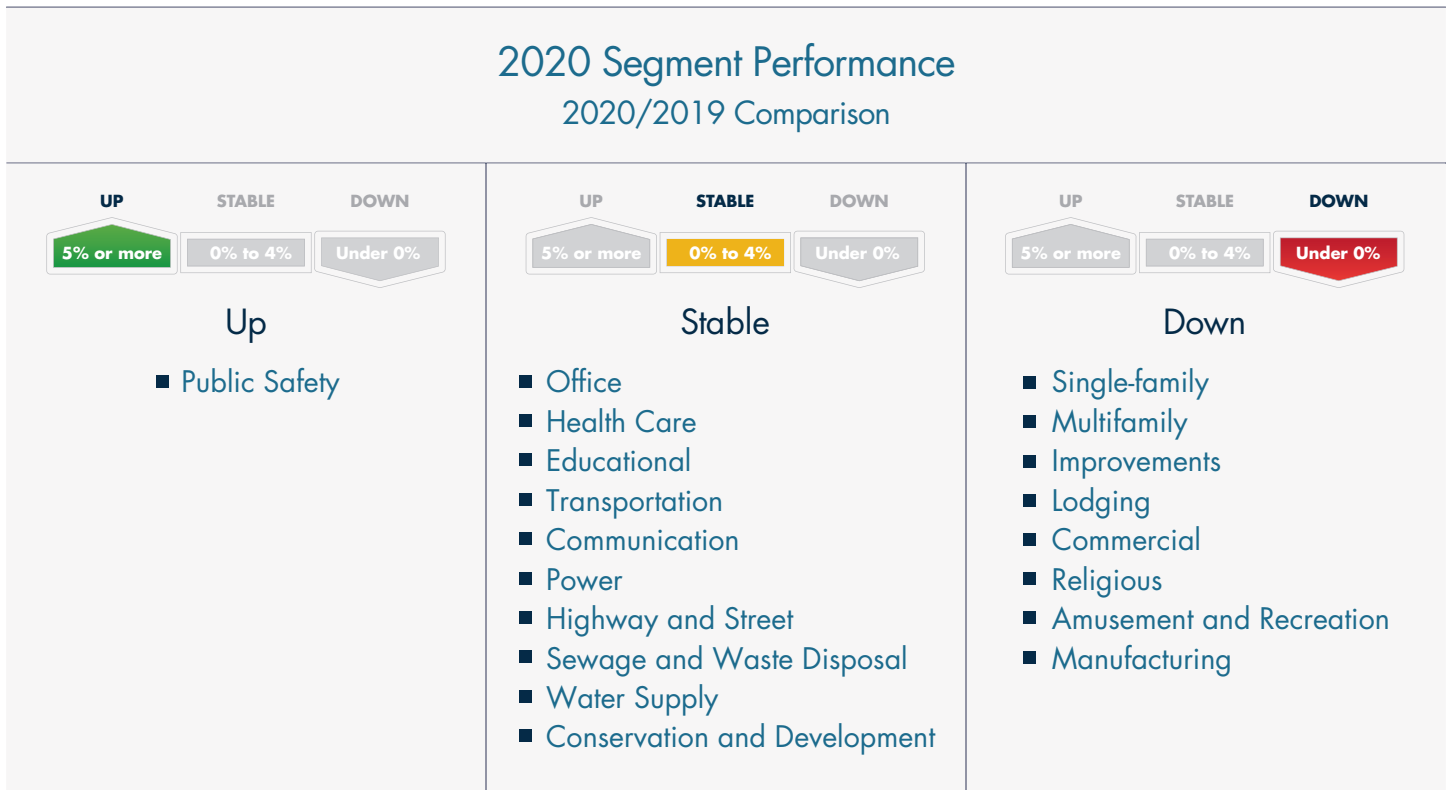 2020 Segment Performance
2020/2019 Comparison
UP STABLE DOWN
5% or more 0% to 4% Under 0%
Up
■ Public Safety
UP STABLE DOWN
5% or more 0% to 4% Under 0%
Stable
■ Office
■ Health Care
■ Educational
■ Transportation
■ Communication
■ Power
■ Highway and Street
■ Sewage and Waste Disposal
■ Water Supply
■ Conservation and Development
UP STABLE DOWN
5% or more 0% to 4% Under 0%
Down
■ Single-family
■ Multifamily
■ Improvements
■ Lodging
■ Commercial
■ Religious
■ Amusement and Recreation
■ Manufacturing